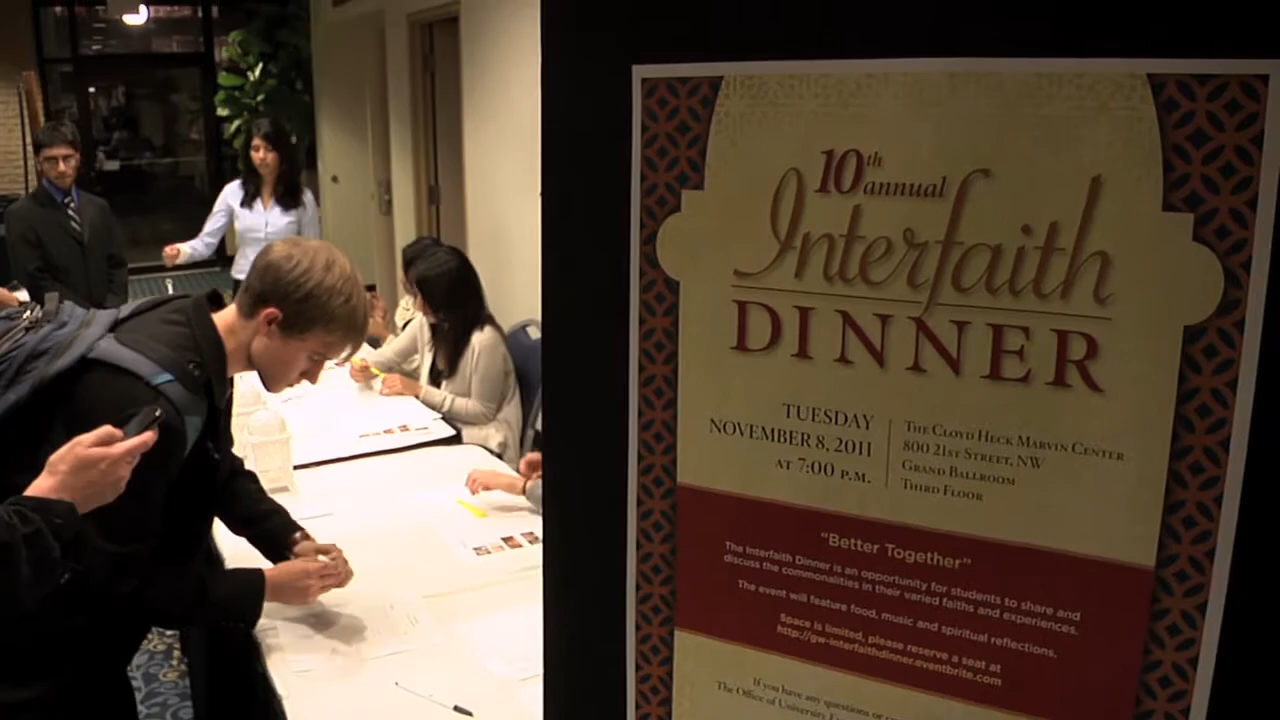 10th
annual
Interfaith
DINNER
TUESDAY
NOVEMBER 8, 2011
AT 7:00 P.M.
THE CLOYD HECK MARVIN CENTER
800 21ST STREET, NW
GRAND BALLROOM
THIRD FLOOR
"Better Together"
The Interfaith Dinner is an opportunity for students to share and
discuss the commonalities in their varied faiths and experiences.
The event will feature food, music and spiritual reflections.
Space is limited, please reserve a seat at
http://gw-interfaithdinner.eventbrite.com
If you have any questions or
The Office of University